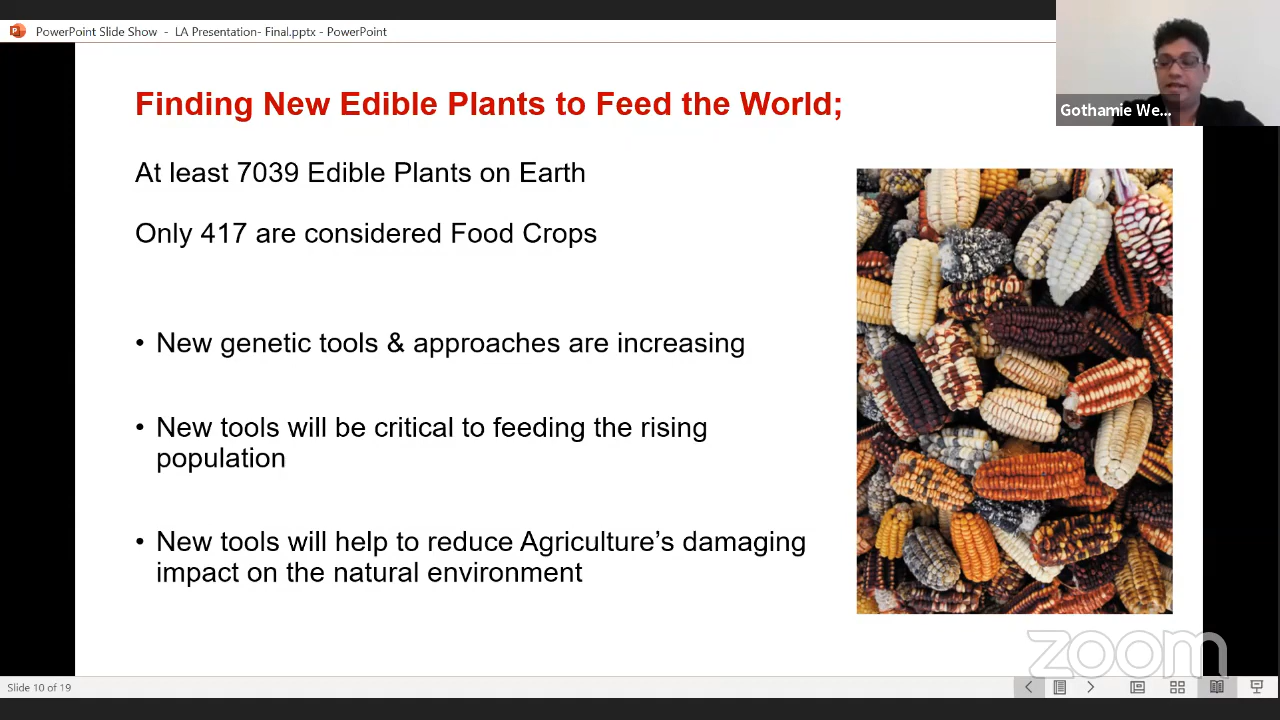 PowerPoint Slide Show - LA Presentation- Final.pptx - PowerPoint
Gothamie We...
Finding New Edible Plants to Feed the World;
At least 7039 Edible Plants on Earth
Only 417 are considered Food Crops
• New genetic tools & approaches are increasing
• New tools will be critical to feeding the rising
population
• New tools will help to reduce Agriculture’s damaging
impact on the natural environment
zoom
Slide 10 of 19